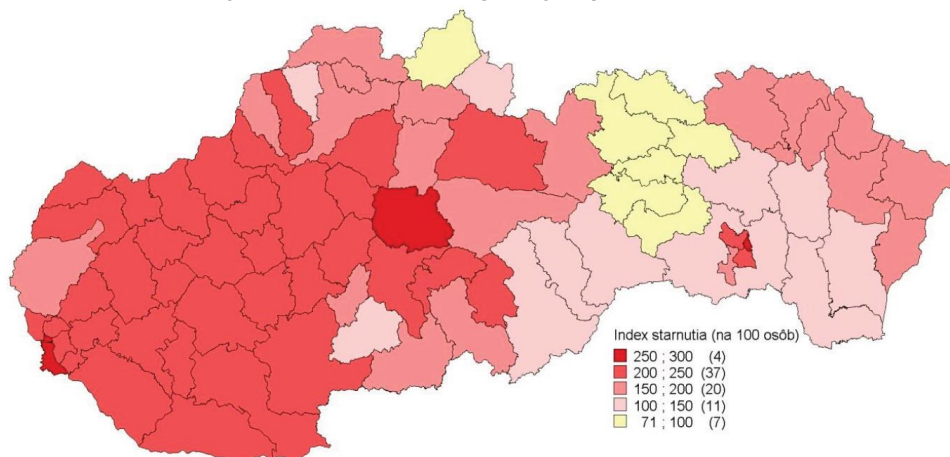 Index starnutia (na 100 osôb)
250 ; 300 (4)
200 ; 250 (37)
150 ; 200 (20)
100 ; 150 (11)
71 ; 100 (7)